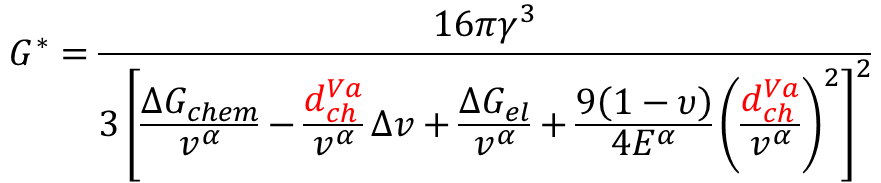 G* = 16πγ³ / 3 [ΔG_chem / v^α − d_ch^Va / v^α Δv + ΔG_el / v^α + 9(1 − υ) / 4E^α (d_ch^Va / v^α)²]²